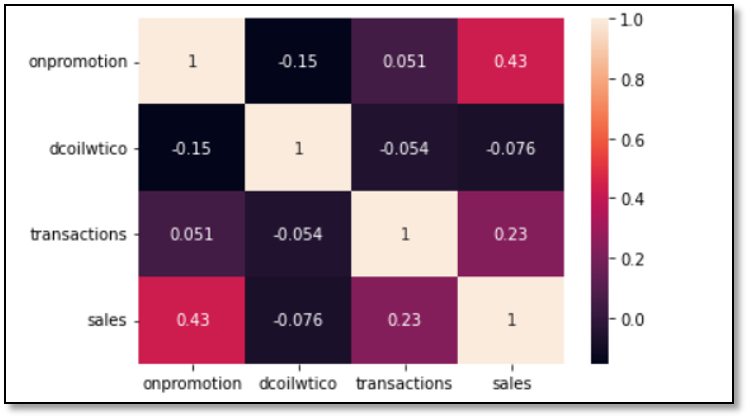 onpromotion 1 -0.15 0.051 0.43
dcoilwtico -0.15 1 -0.054 -0.076
transactions 0.051 -0.054 1 0.23
sales 0.43 -0.076 0.23 1
onpromotion dcoilwtico transactions sales
1.0
0.8
0.6
0.4
0.2
0.0